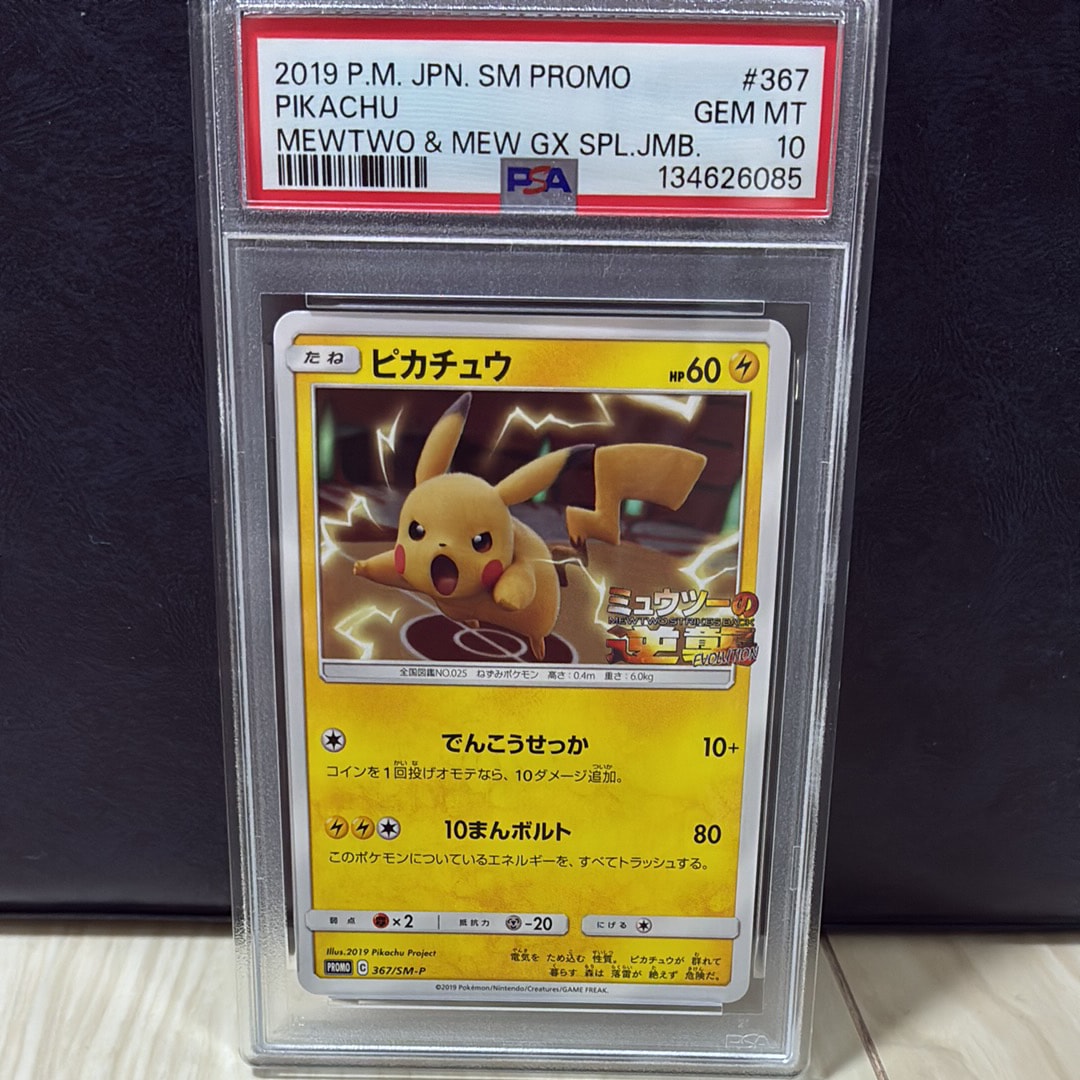 2019 P.M. JPN. SM PROMO #367
PIKACHU GEM MT
MEWTWO & MEW GX SPL.JMB. 10
PSA 134626085
たね ピカチュウ HP60
ミュウツーの
MEWTWO STRIKES BACK
逆襲
EVOLUTION
全国図鑑NO.025 ねずみポケモン 高さ:0.4m 重さ:6.0kg
でんこうせっか 10+
コインを1回投げオモテなら、10ダメージ追加。
10まんボルト 80
このポケモンについているエネルギーを、すべてトラッシュする。
弱点 ×2 抵抗力 -20 にげる
Illus.2019 Pikachu Project
電気を ため込む 性質。 ピカチュウが 群れて
PROMO C 367/SM-P
暮らす 森は 落雷が 絶えず 危険だ。
©2019 Pokémon/Nintendo/Creatures/GAME FREAK.
PSA